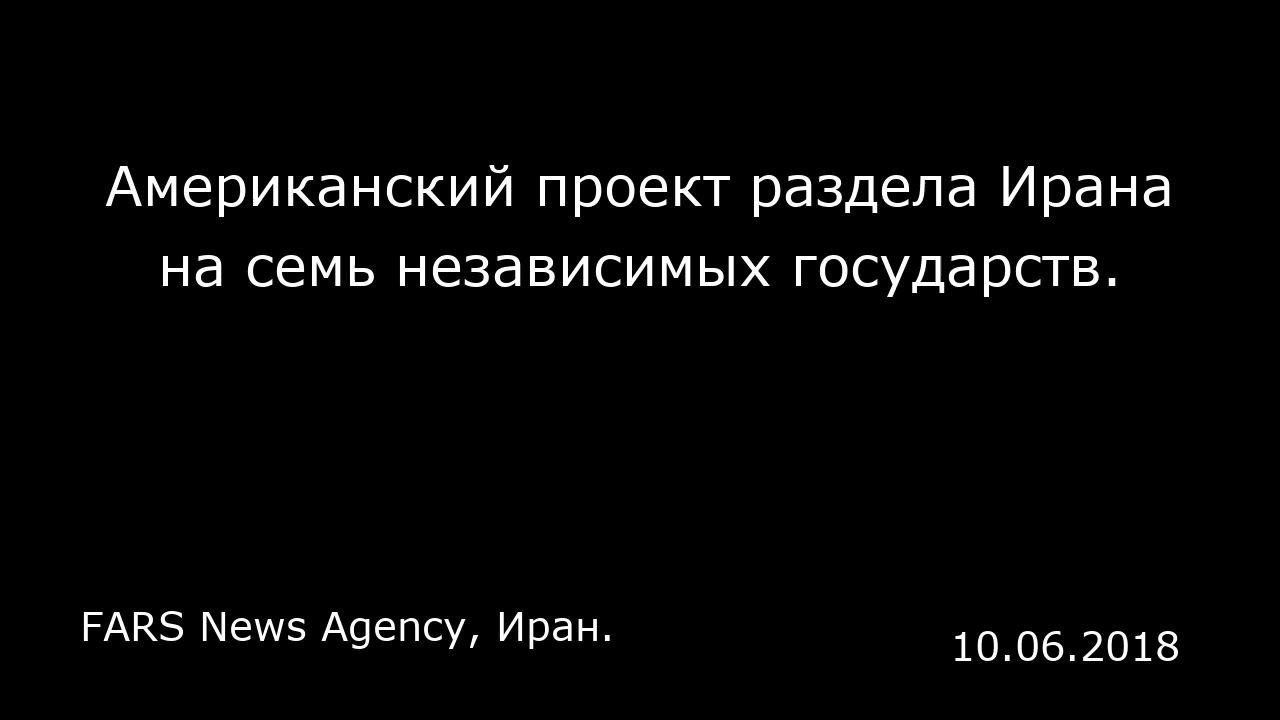 Американский проект раздела Ирана
на семь независимых государств.
FARS News Agency, Иран.
10.06.2018